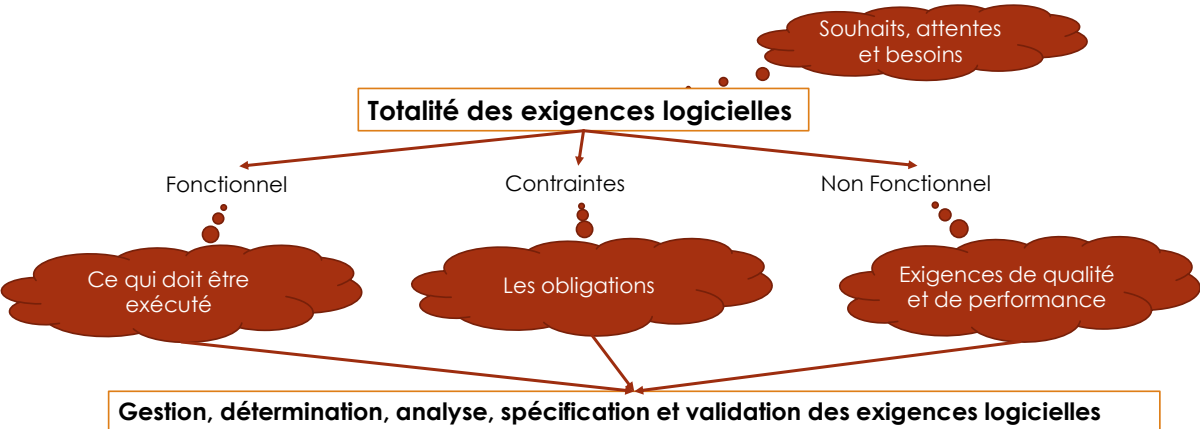 Souhaits, attentes
et besoins
Totalité des exigences logicielles
Fonctionnel
Contraintes
Non Fonctionnel
Ce qui doit être
exécuté
Les obligations
Exigences de qualité
et de performance
Gestion, détermination, analyse, spécification et validation des exigences logicielles